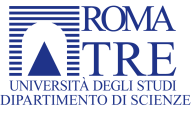 ROMA
TRE
UNIVERSITÀ DEGLI STUDI
DIPARTIMENTO DI SCIENZE